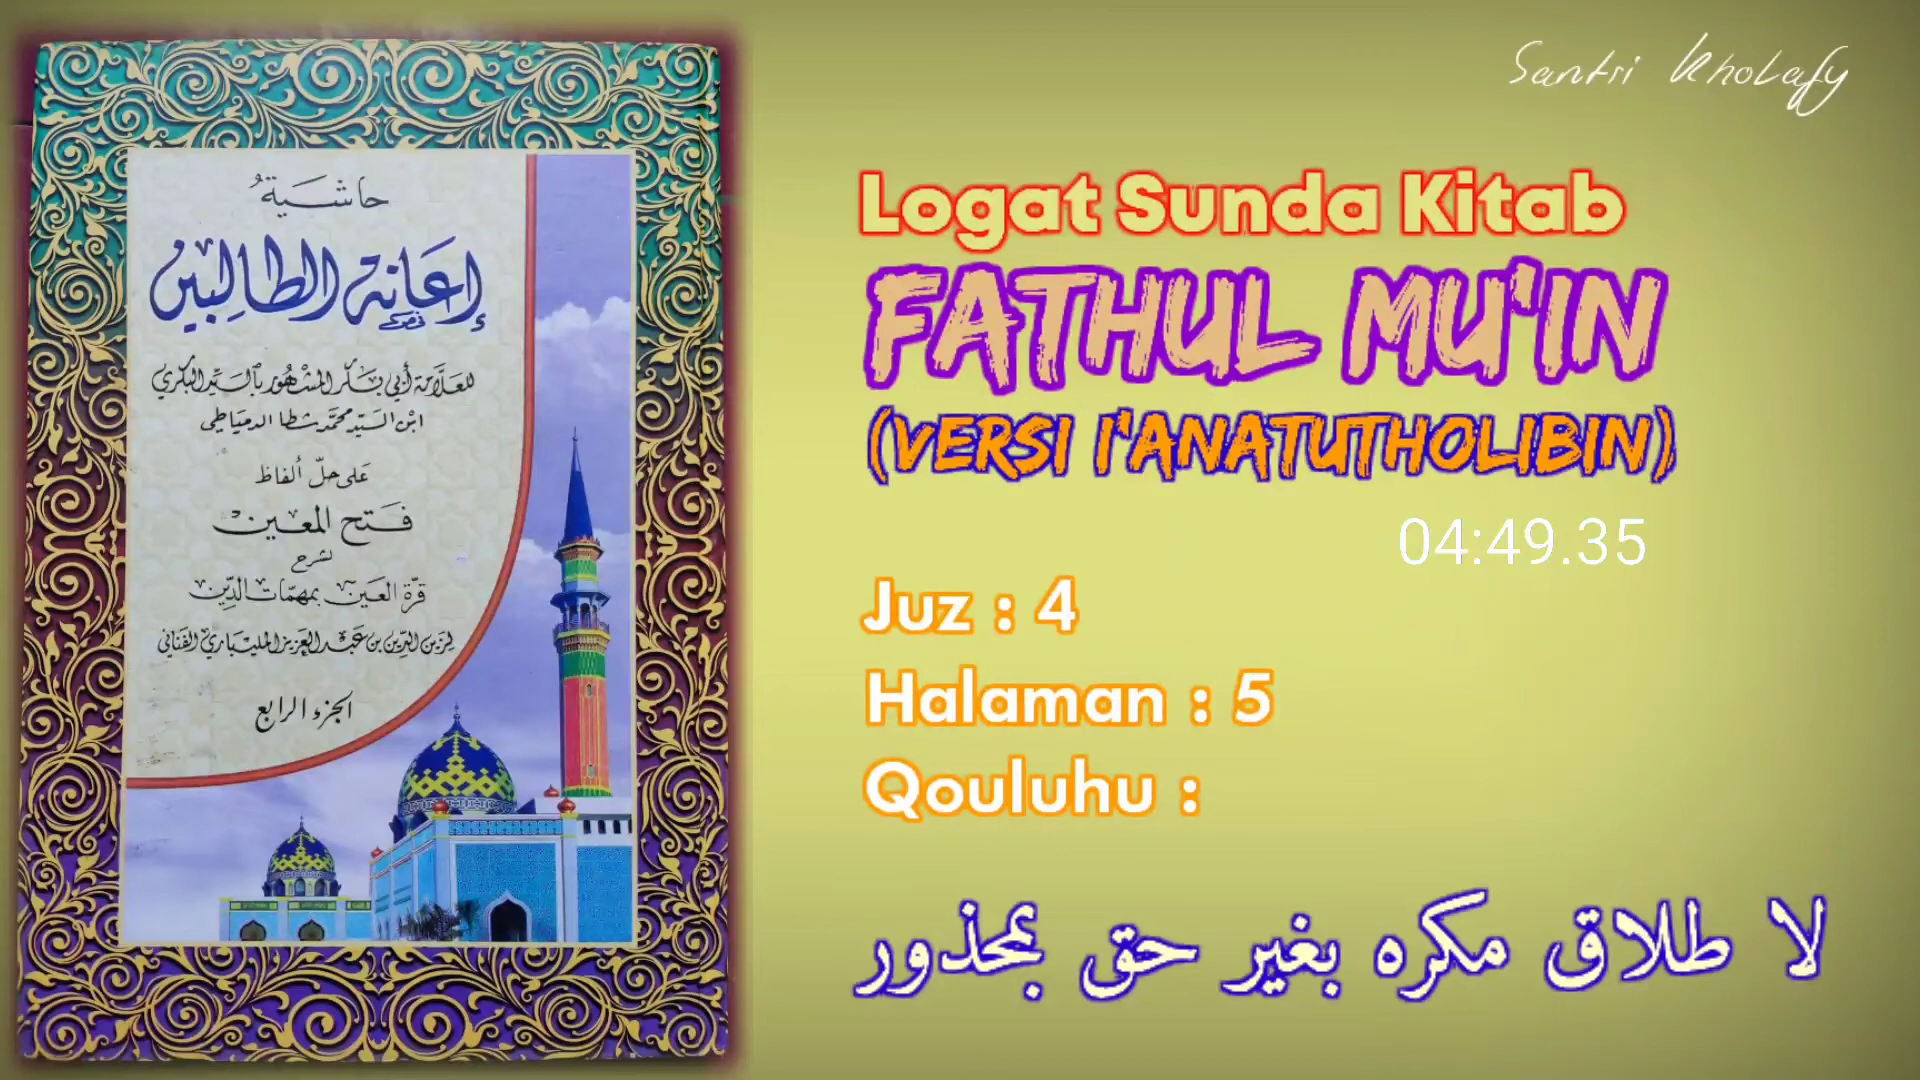 حاشية
إعانة الطالبين
للعلامة أبي بكر المشهور بالسيد البكري
ابن السيد محمد شطا الدمياطي
على حل ألفاظ
فتح المعين
لشرح
قرة العين بمهمات الدين
لزين الدين بن عبد العزيز المليباري الفناني
الجزء الرابع
Santri Kholafy
Logat Sunda Kitab
FATHUL MU'IN
(VERSI I'ANATUTHOLIBIN)
04:49.35
Juz : 4
Halaman : 5
Qouluhu :
لا طلاق مكره بغير حق بمحذور